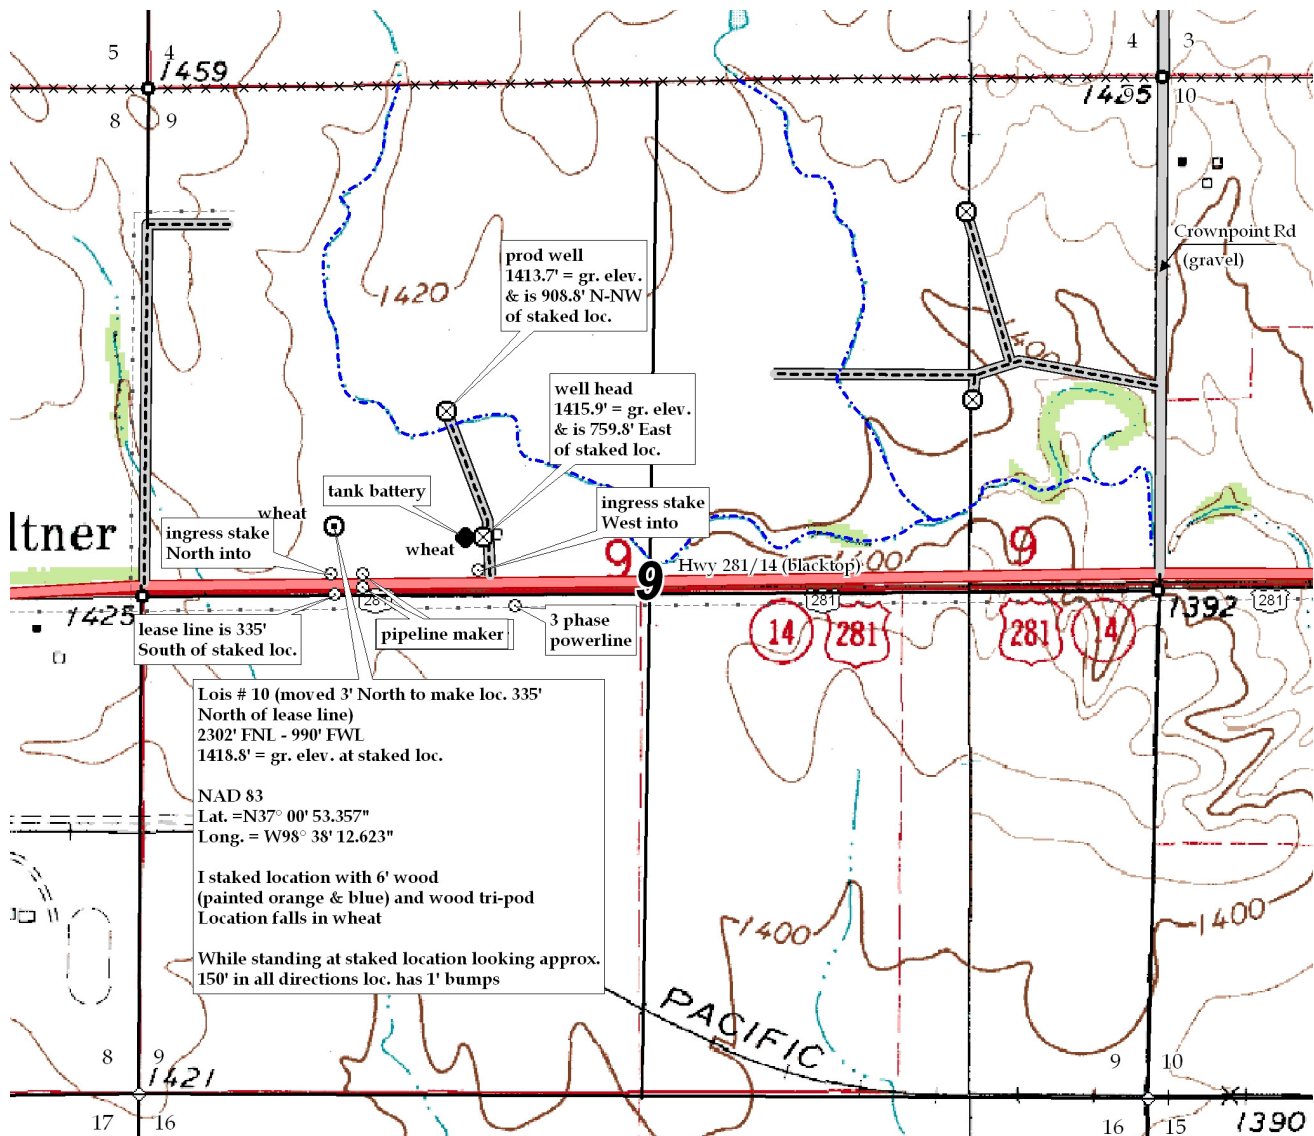 5 4
1459
8 9
4 3
1425
9 10
Crownpoint Rd
(gravel)
prod well
1413.7' = gr. elev.
& is 908.8' N-NW
of staked loc.
1420
1400
well head
1415.9' = gr. elev.
& is 759.8' East
of staked loc.
tank battery
ingress stake
West into
wheat
ingress stake
North into
wheat
ltner
9
9
1400
Hwy 281/14 (blacktop)
9
281
281
281
1425
1392
lease line is 335'
South of staked loc.
pipeline maker
3 phase
powerline
14
281
281
14
Lois # 10 (moved 3' North to make loc. 335'
North of lease line)
2302' FNL - 990' FWL
1418.8' = gr. elev. at staked loc.
NAD 83
Lat. =N37° 00' 53.357"
Long. = W98° 38' 12.623"
I staked location with 6' wood
(painted orange & blue) and wood tri-pod
Location falls in wheat
While standing at staked location looking approx.
150' in all directions loc. has 1' bumps
1400
1400
PACIFIC
8 9
1421
17 16
9 10
16 15
1390